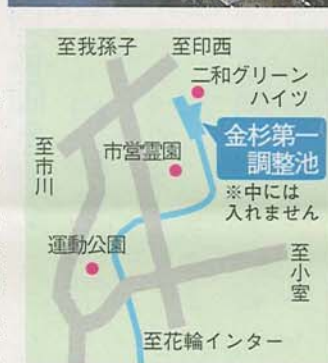 至我孫子
至印西
二和グリーン
ハイツ
金杉第一
調整池
※中には
入れません
至市川
市営霊園
運動公園
至小室
至花輪インター